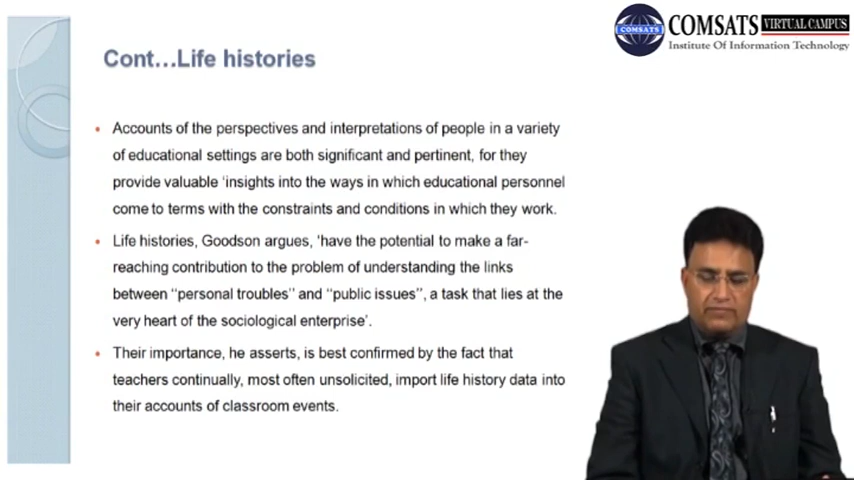 COMSATS VIRTUAL CAMPUS
COMSATS
Institute Of Information Technology
Cont…Life histories
• Accounts of the perspectives and interpretations of people in a variety
of educational settings are both significant and pertinent, for they
provide valuable ‘insights into the ways in which educational personnel
come to terms with the constraints and conditions in which they work.
• Life histories, Goodson argues, ‘have the potential to make a far-
reaching contribution to the problem of understanding the links
between ‘‘personal troubles’’ and ‘‘public issues’’, a task that lies at the
very heart of the sociological enterprise’.
• Their importance, he asserts, is best confirmed by the fact that
teachers continually, most often unsolicited, import life history data into
their accounts of classroom events.